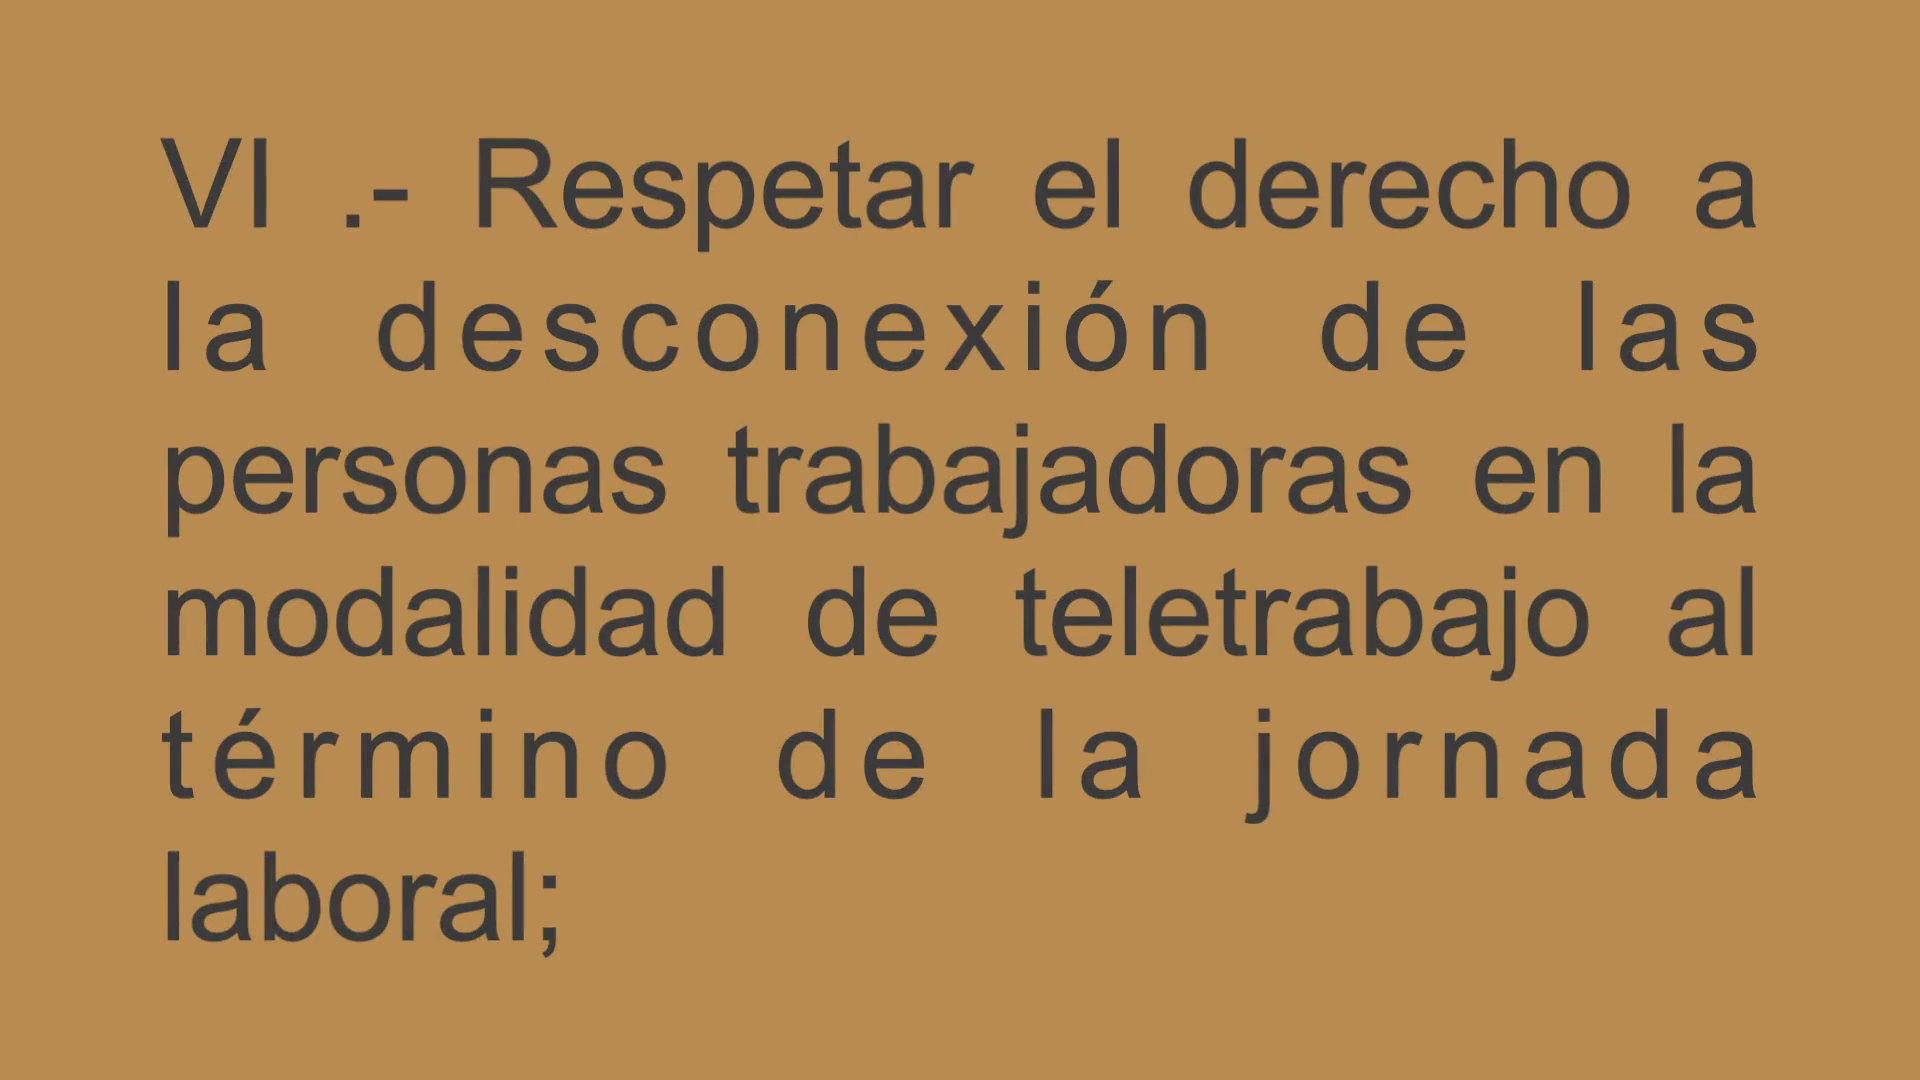 VI .- Respetar el derecho a
la desconexión de las
personas trabajadoras en la
modalidad de teletrabajo al
término de la jornada
laboral;